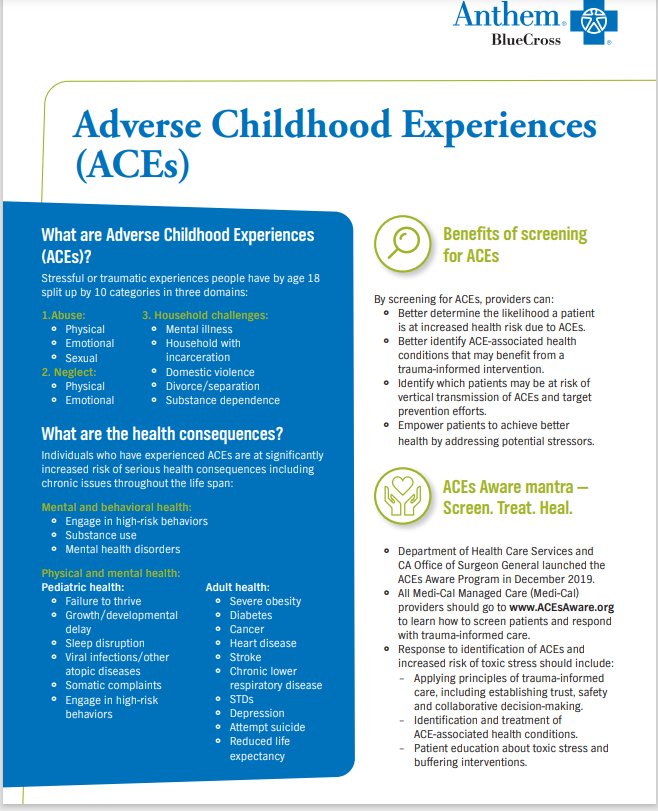 Anthem®
BlueCross
®
Adverse Childhood Experiences
(ACEs)
What are Adverse Childhood Experiences
(ACEs)?
Stressful or traumatic experiences people have by age 18
split up by 10 categories in three domains:
1.Abuse:
Physical
Emotional
Sexual
2. Neglect:
Physical
Emotional
3. Household challenges:
Mental illness
Household with
incarceration
Domestic violence
Divorce/separation
Substance dependence
What are the health consequences?
Individuals who have experienced ACEs are at significantly
increased risk of serious health consequences including
chronic issues throughout the life span:
Mental and behavioral health:
Engage in high-risk behaviors
Substance use
Mental health disorders
Physical and mental health:
Pediatric health:
Failure to thrive
Growth/developmental
delay
Sleep disruption
Viral infections/other
atopic diseases
Somatic complaints
Engage in high-risk
behaviors
Adult health:
Severe obesity
Diabetes
Cancer
Heart disease
Stroke
Chronic lower
respiratory disease
STDs
Depression
Attempt suicide
Reduced life
expectancy
Benefits of screening
for ACEs
By screening for ACEs, providers can:
Better determine the likelihood a patient
is at increased health risk due to ACEs.
Better identify ACE-associated health
conditions that may benefit from a
trauma-informed intervention.
Identify which patients may be at risk of
vertical transmission of ACEs and target
prevention efforts.
Empower patients to achieve better
health by addressing potential stressors.
ACEs Aware mantra —
Screen. Treat. Heal.
Department of Health Care Services and
CA Office of Surgeon General launched the
ACEs Aware Program in December 2019.
All Medi-Cal Managed Care (Medi-Cal)
providers should go to www.ACEsAware.org
to learn how to screen patients and respond
with trauma-informed care.
Response to identification of ACEs and
increased risk of toxic stress should include:
– Applying principles of trauma-informed
care, including establishing trust, safety
and collaborative decision-making.
– Identification and treatment of
ACE-associated health conditions.
– Patient education about toxic stress and
buffering interventions.